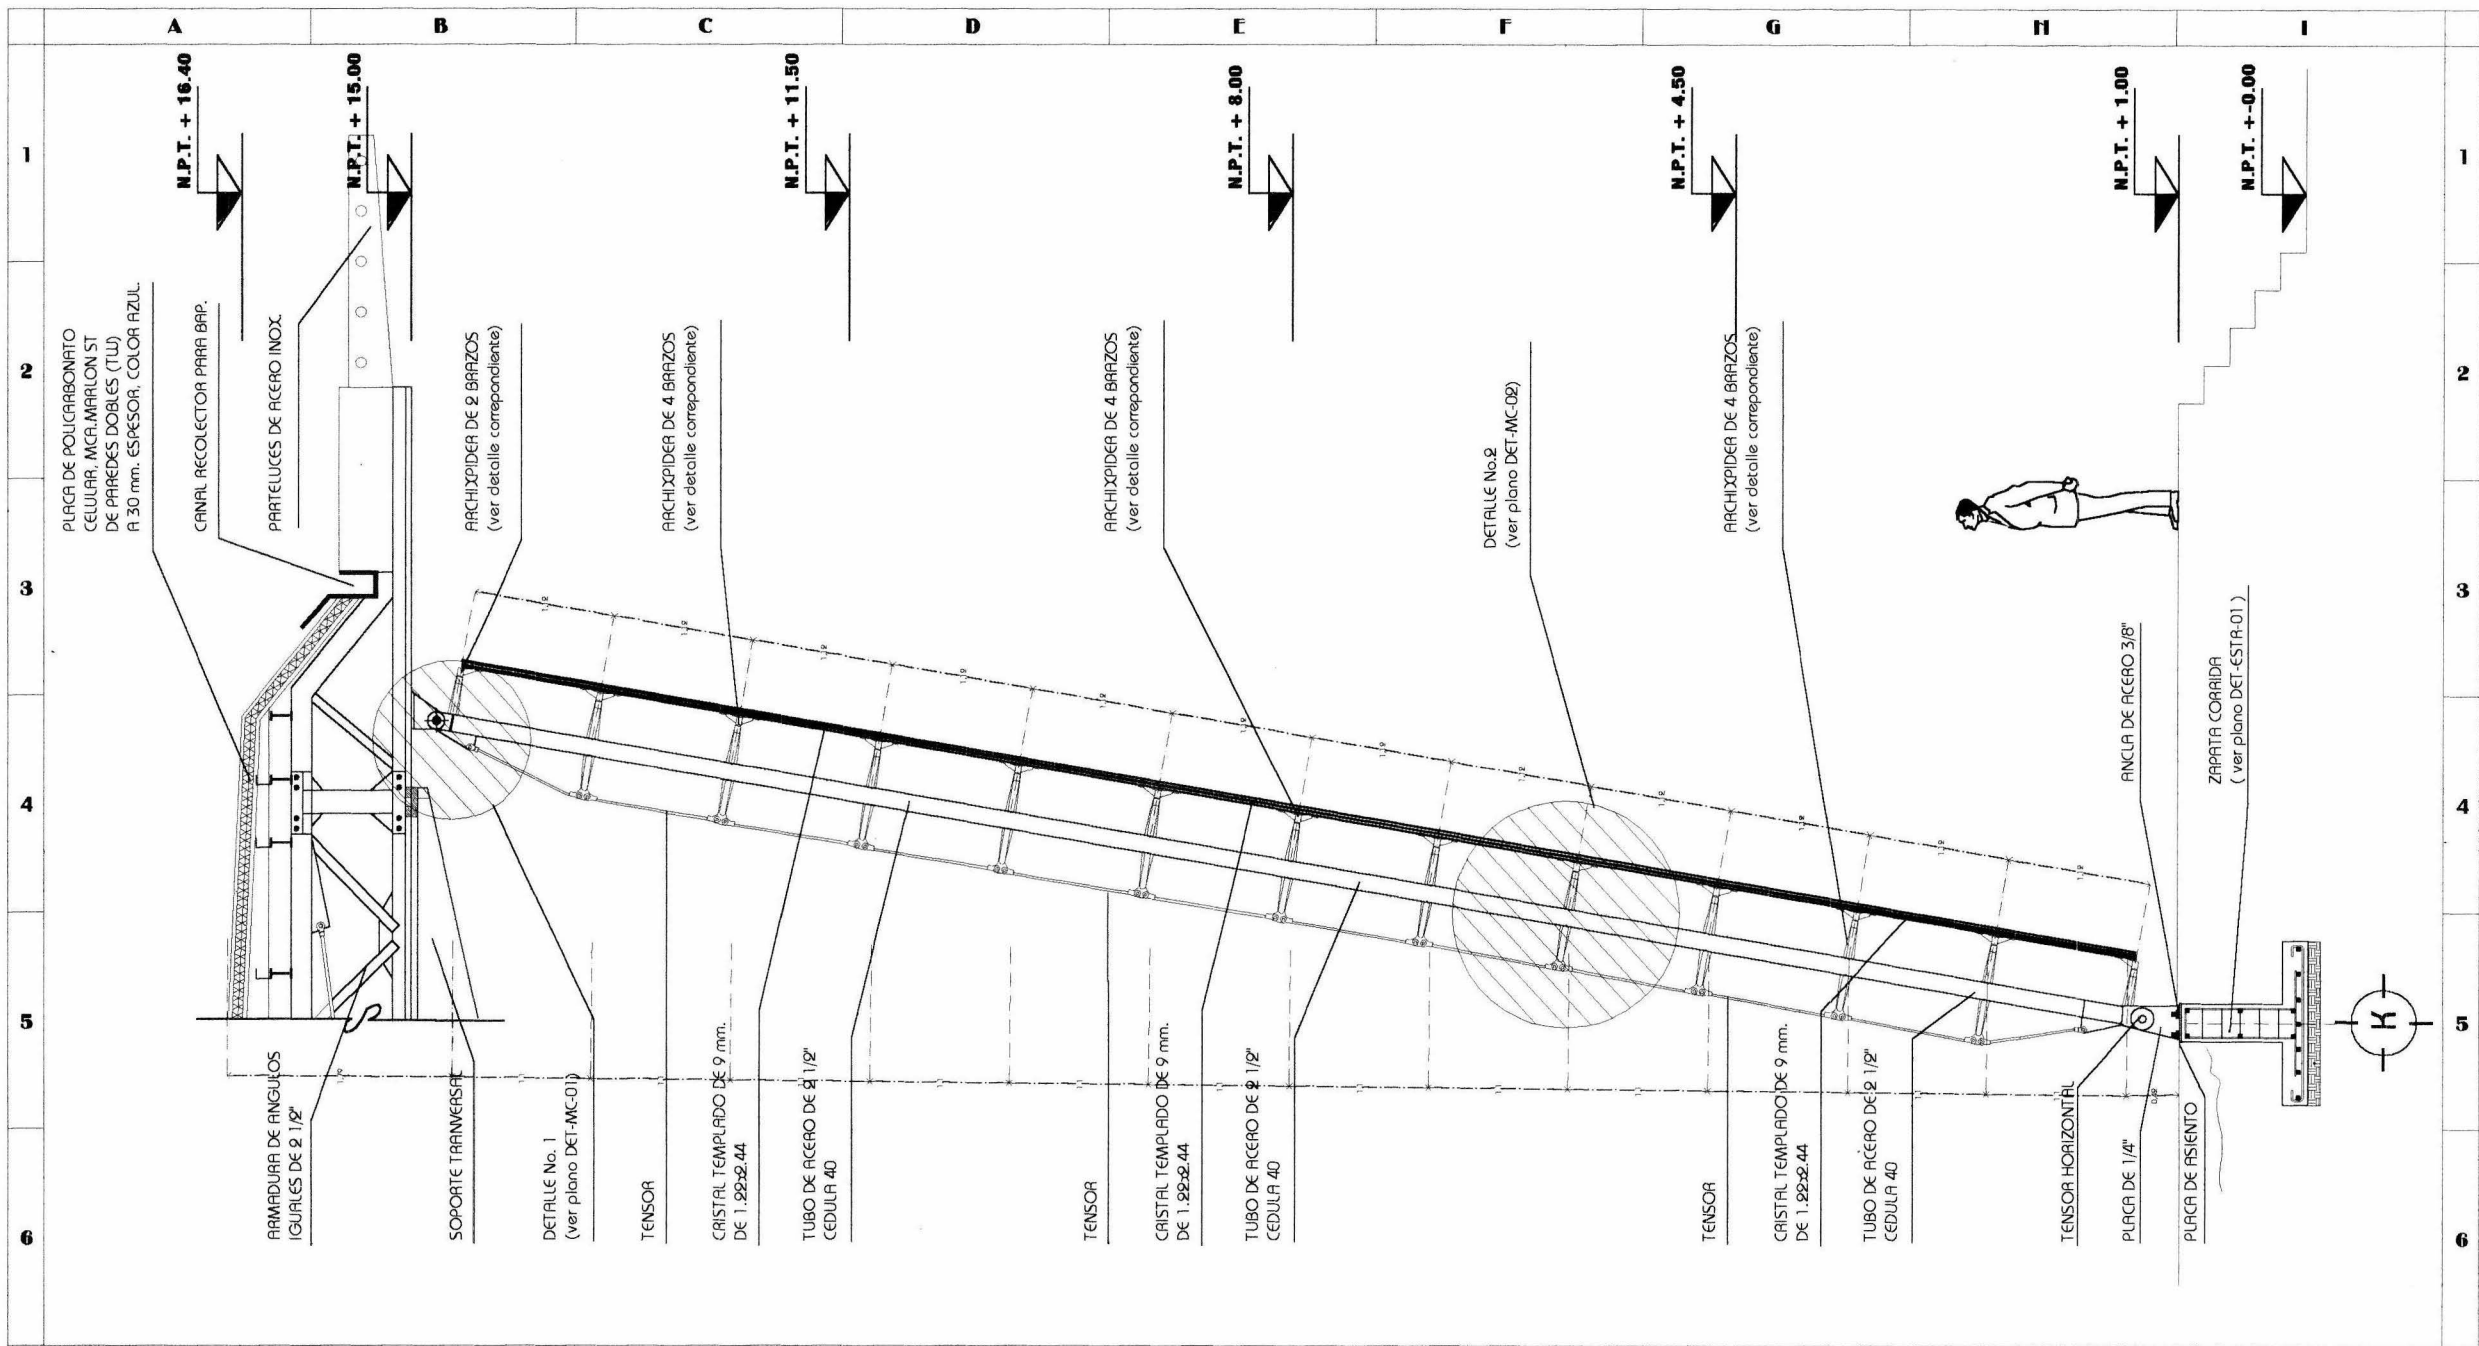 A
B
C
D
E
F
G
H
I
1
2
3
4
5
6
1
2
3
4
5
6
N.P.T. + 16.40
N.P.T. + 15.00
N.P.T. + 11.50
N.P.T. + 8.00
N.P.T. + 4.50
N.P.T. + 1.00
N.P.T. +-0.00
PLACA DE POLICARBONATO
CELULAR, MCA.MARLON ST
DE PAREDES DOBLES (TW)
A 30 mm. ESPESOR, COLOR AZUL.
CANAL RECOLECTOR PARA BAP.
PARTELUCES DE ACERO INOX.
ARCHIXPIDER DE 2 BRAZOS
(ver detalle correpondiente)
ARCHIXPIDER DE 4 BRAZOS
(ver detalle correpondiente)
ARCHIXPIDER DE 4 BRAZOS
(ver detalle correpondiente)
DETALLE No.2
(ver plano DET-MC-02)
ARCHIXPIDER DE 4 BRAZOS
(ver detalle correpondiente)
ANCLA DE ACERO 3/8"
ZAPATA CORRIDA
( ver plano DET-ESTR-01 )
ARMADURA DE ANGULOS
IGUALES DE 2 1/2"
SOPORTE TRANVERSAL
DETALLE No. 1
(ver plano DET-MC-01)
TENSOR
CRISTAL TEMPLADO DE 9 mm.
DE 1.22x2.44
TUBO DE ACERO DE 2 1/2"
CEDULA 40
TENSOR
CRISTAL TEMPLADO DE 9 mm.
DE 1.22x2.44
TUBO DE ACERO DE 2 1/2"
CEDULA 40
TENSOR
CRISTAL TEMPLADO DE 9 mm.
DE 1.22x2.44
TUBO DE ACERO DE 2 1/2"
CEDULA 40
TENSOR HORIZONTAL
PLACA DE 1/4"
PLACA DE ASIENTO
K